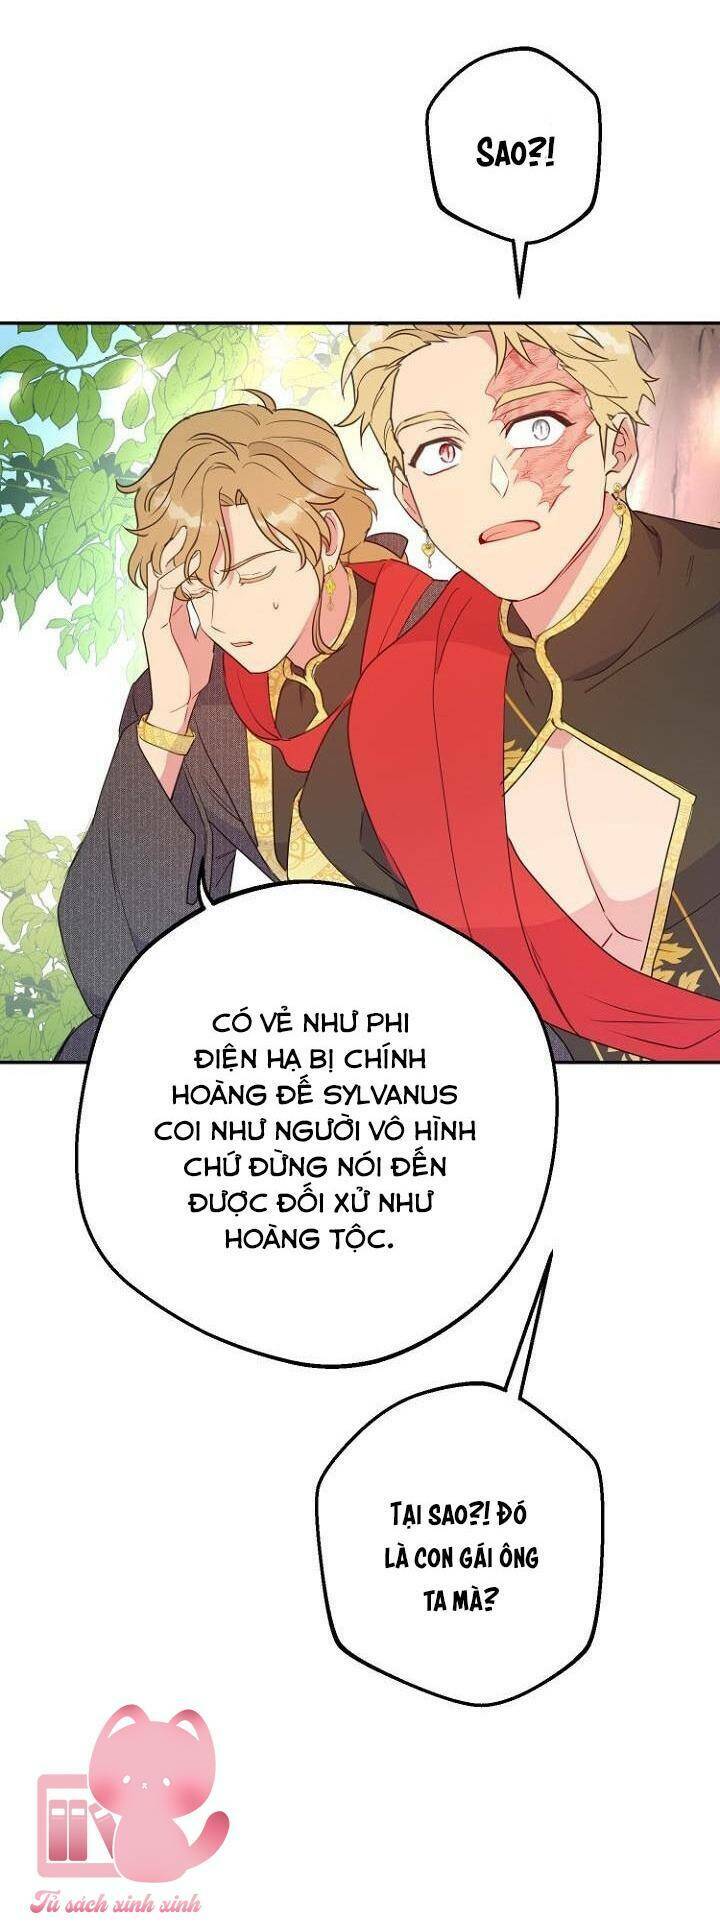 SAO?!
CÓ VẺ NHƯ PHI
ĐIỆN HẠ BỊ CHÍNH
HOÀNG ĐẾ SYLVANUS
COI NHƯ NGƯỜI VÔ HÌNH
CHỨ ĐỪNG NÓI ĐẾN
ĐƯỢC ĐỐI XỬ NHƯ
HOÀNG TỘC.
TẠI SAO?! ĐÓ
LÀ CON GÁI ÔNG
TA MÀ?
Tủ sách xinh xinh